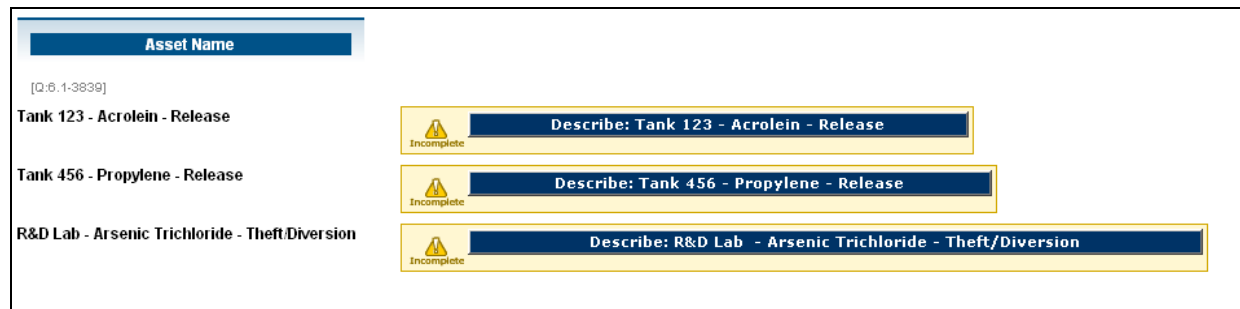 Asset Name
[Q:6.1-3839]
Tank 123 - Acrolein - Release
Incomplete
Describe: Tank 123 - Acrolein - Release
Tank 456 - Propylene - Release
Incomplete
Describe: Tank 456 - Propylene - Release
R&D Lab - Arsenic Trichloride - Theft/Diversion
Incomplete
Describe: R&D Lab - Arsenic Trichloride - Theft/Diversion